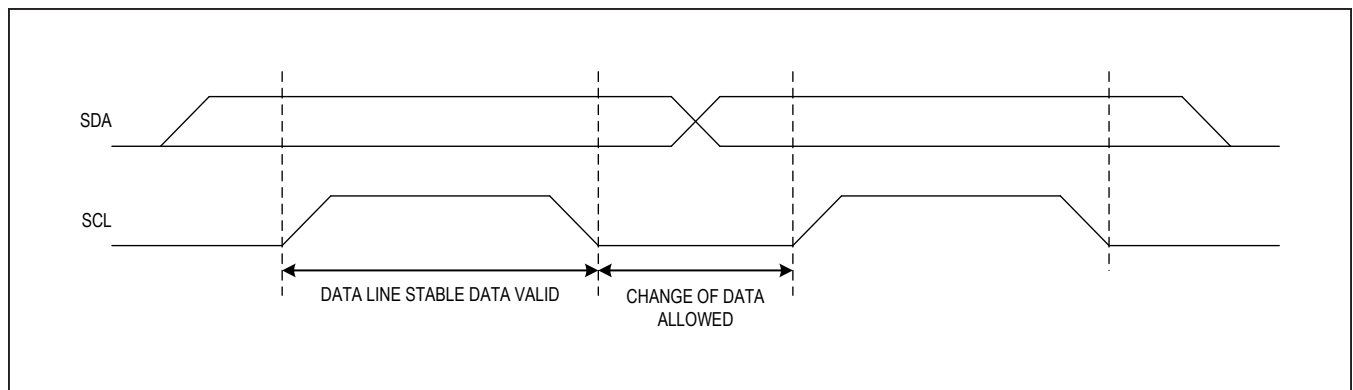 SDA
SCL
DATA LINE STABLE DATA VALID
CHANGE OF DATA
ALLOWED